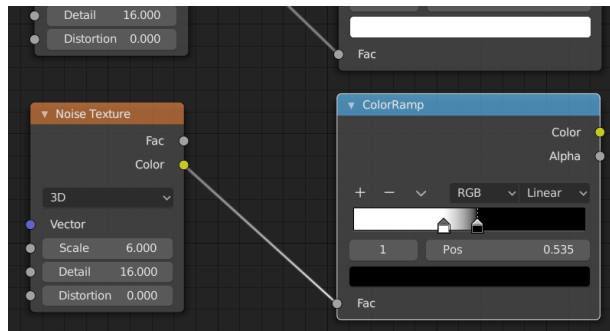 Detail 16.000
Distortion 0.000
Fac
Noise Texture
Fac
Color
3D
Vector
Scale 6.000
Detail 16.000
Distortion 0.000
ColorRamp
Color
Alpha
+ − RGB Linear
1 Pos 0.535
Fac